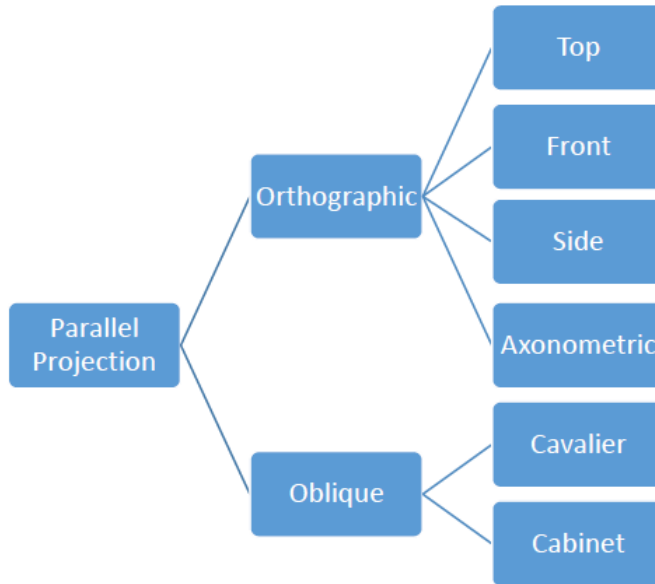 Parallel
Projection
Orthographic
Top
Front
Side
Axonometric
Oblique
Cavalier
Cabinet